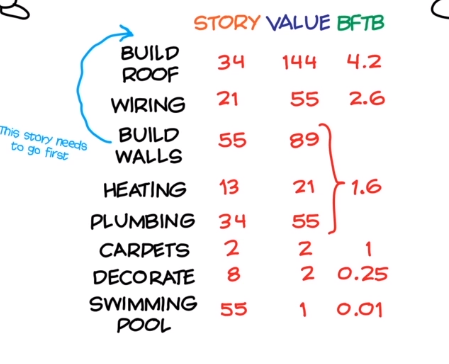 STORY VALUE BFTB
BUILD
ROOF 34 144 4.2
WIRING 21 55 2.6
This story needs
to go first
BUILD
WALLS 55 89
HEATING 13 21 1.6
PLUMBING 34 55
CARPETS 2 2 1
DECORATE 8 2 0.25
SWIMMING
POOL 55 1 0.01